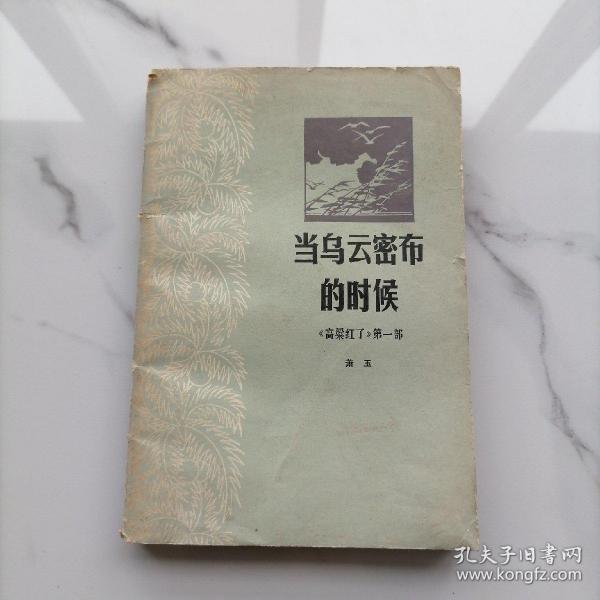 当乌云密布
的时候
《高粱红了》第一部
萧玉
孔夫子旧书网
www.kongfz.com